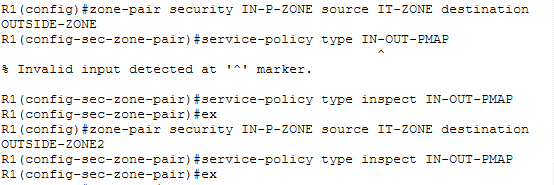 R1(config)#zone-pair security IN-P-ZONE source IT-ZONE destination
OUTSIDE-ZONE
R1(config-sec-zone-pair)#service-policy type IN-OUT-PMAP
^
% Invalid input detected at '^' marker.
R1(config-sec-zone-pair)#service-policy type inspect IN-OUT-PMAP
R1(config-sec-zone-pair)#ex
R1(config)#zone-pair security IN-P-ZONE source IT-ZONE destination
OUTSIDE-ZONE2
R1(config-sec-zone-pair)#service-policy type inspect IN-OUT-PMAP
R1(config-sec-zone-pair)#ex